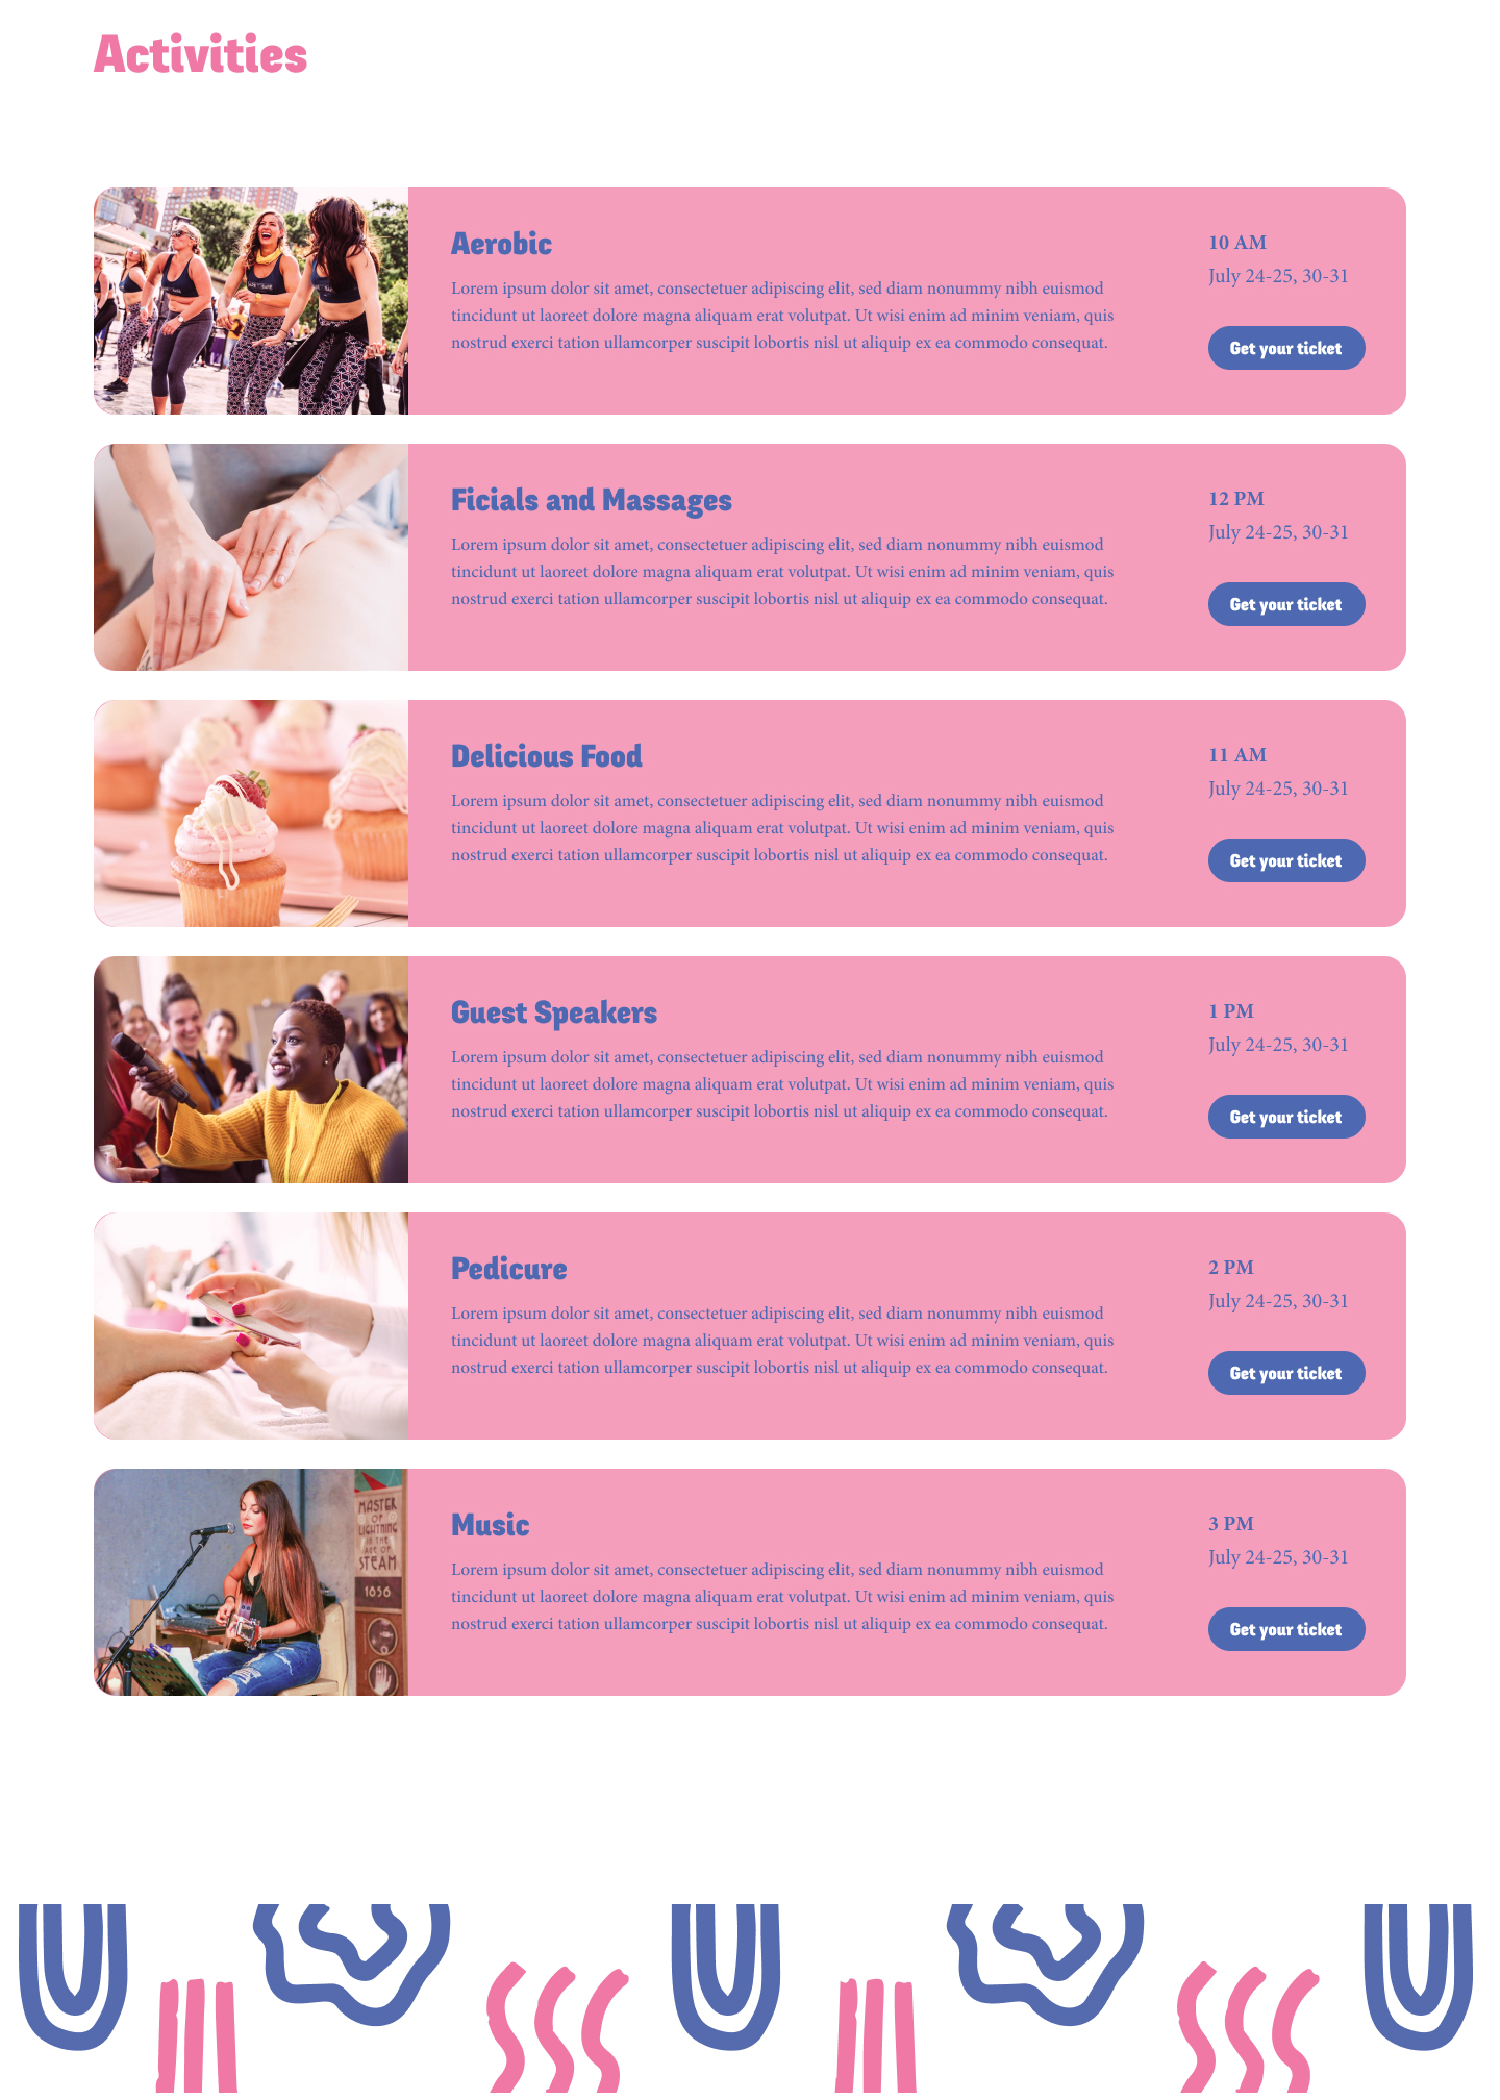 Activities
Aerobic
Lorem ipsum dolor sit amet, consectetuer adipiscing elit, sed diam nonummy nibh euismod
tincidunt ut laoreet dolore magna aliquam erat volutpat. Ut wisi enim ad minim veniam, quis
nostrud exerci tation ullamcorper suscipit lobortis nisl ut aliquip ex ea commodo consequat.
10 AM
July 24-25, 30-31
Get your ticket
Ficials and Massages
Lorem ipsum dolor sit amet, consectetuer adipiscing elit, sed diam nonummy nibh euismod
tincidunt ut laoreet dolore magna aliquam erat volutpat. Ut wisi enim ad minim veniam, quis
nostrud exerci tation ullamcorper suscipit lobortis nisl ut aliquip ex ea commodo consequat.
12 PM
July 24-25, 30-31
Get your ticket
Delicious Food
Lorem ipsum dolor sit amet, consectetuer adipiscing elit, sed diam nonummy nibh euismod
tincidunt ut laoreet dolore magna aliquam erat volutpat. Ut wisi enim ad minim veniam, quis
nostrud exerci tation ullamcorper suscipit lobortis nisl ut aliquip ex ea commodo consequat.
11 AM
July 24-25, 30-31
Get your ticket
Guest Speakers
Lorem ipsum dolor sit amet, consectetuer adipiscing elit, sed diam nonummy nibh euismod
tincidunt ut laoreet dolore magna aliquam erat volutpat. Ut wisi enim ad minim veniam, quis
nostrud exerci tation ullamcorper suscipit lobortis nisl ut aliquip ex ea commodo consequat.
1 PM
July 24-25, 30-31
Get your ticket
Pedicure
Lorem ipsum dolor sit amet, consectetuer adipiscing elit, sed diam nonummy nibh euismod
tincidunt ut laoreet dolore magna aliquam erat volutpat. Ut wisi enim ad minim veniam, quis
nostrud exerci tation ullamcorper suscipit lobortis nisl ut aliquip ex ea commodo consequat.
2 PM
July 24-25, 30-31
Get your ticket
MASTER
OF
LIGHTNING
IN THE
AGE OF
STEAM
1856
Music
Lorem ipsum dolor sit amet, consectetuer adipiscing elit, sed diam nonummy nibh euismod
tincidunt ut laoreet dolore magna aliquam erat volutpat. Ut wisi enim ad minim veniam, quis
nostrud exerci tation ullamcorper suscipit lobortis nisl ut aliquip ex ea commodo consequat.
3 PM
July 24-25, 30-31
Get your ticket